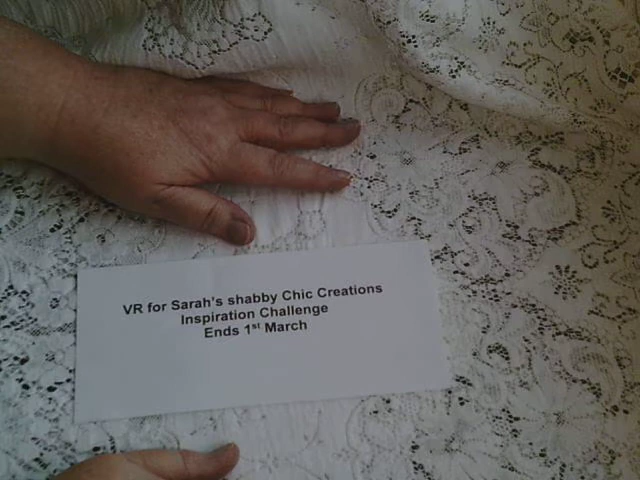 VR for Sarah's shabby Chic Creations
Inspiration Challenge
Ends 1st March